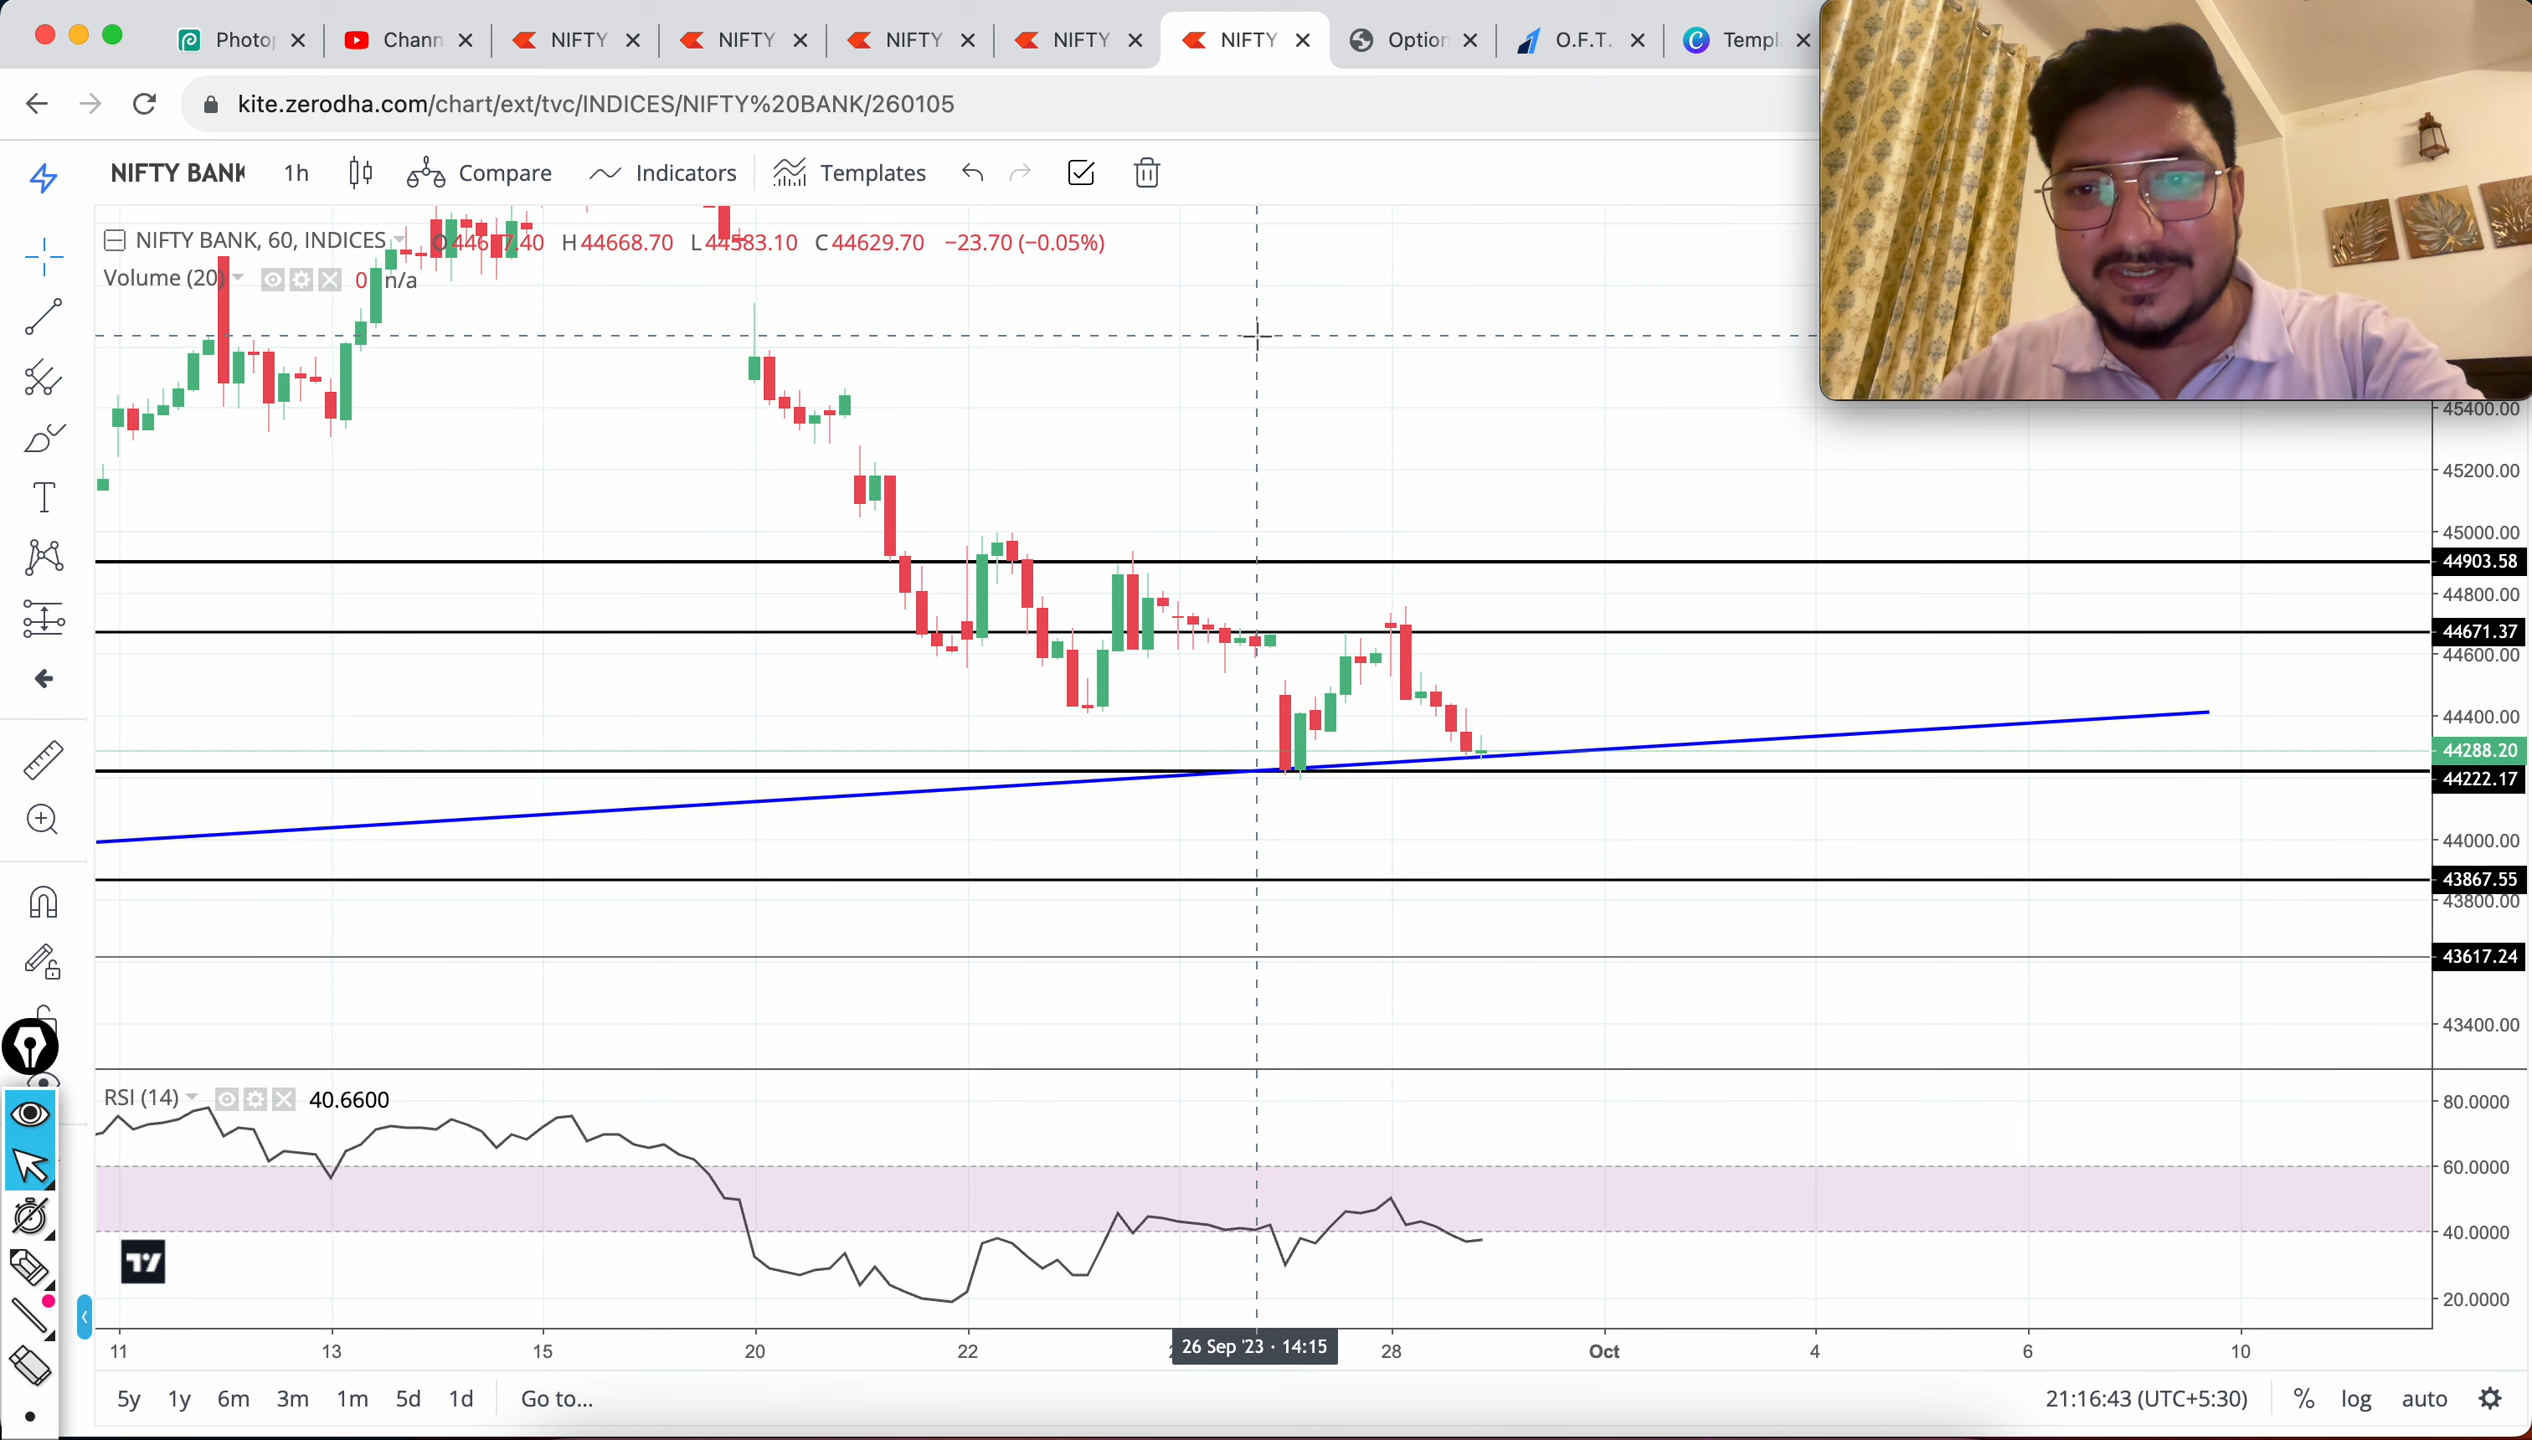 Photo
Chann
NIFTY
NIFTY
NIFTY
NIFTY
NIFTY
Option
O.F.T.
Templ
kite.zerodha.com/chart/ext/tvc/INDICES/NIFTY%20BANK/260105
NIFTY BANK
1h
Compare
Indicators
Templates
NIFTY BANK, 60, INDICES
H44668.70 L44583.10 C44629.70 −23.70 (−0.05%)
Volume (20) 0 n/a
45400.00
45200.00
45000.00
44903.58
44800.00
44671.37
44600.00
44400.00
44288.20
44222.17
44000.00
43867.55
43800.00
43617.24
43400.00
RSI (14) 40.6600
80.0000
60.0000
40.0000
20.0000
11 13 15 20 22 26 Sep '23 · 14:15 28 Oct 4 6 10
5y 1y 6m 3m 1m 5d 1d Go to... 21:16:43 (UTC+5:30) % log auto